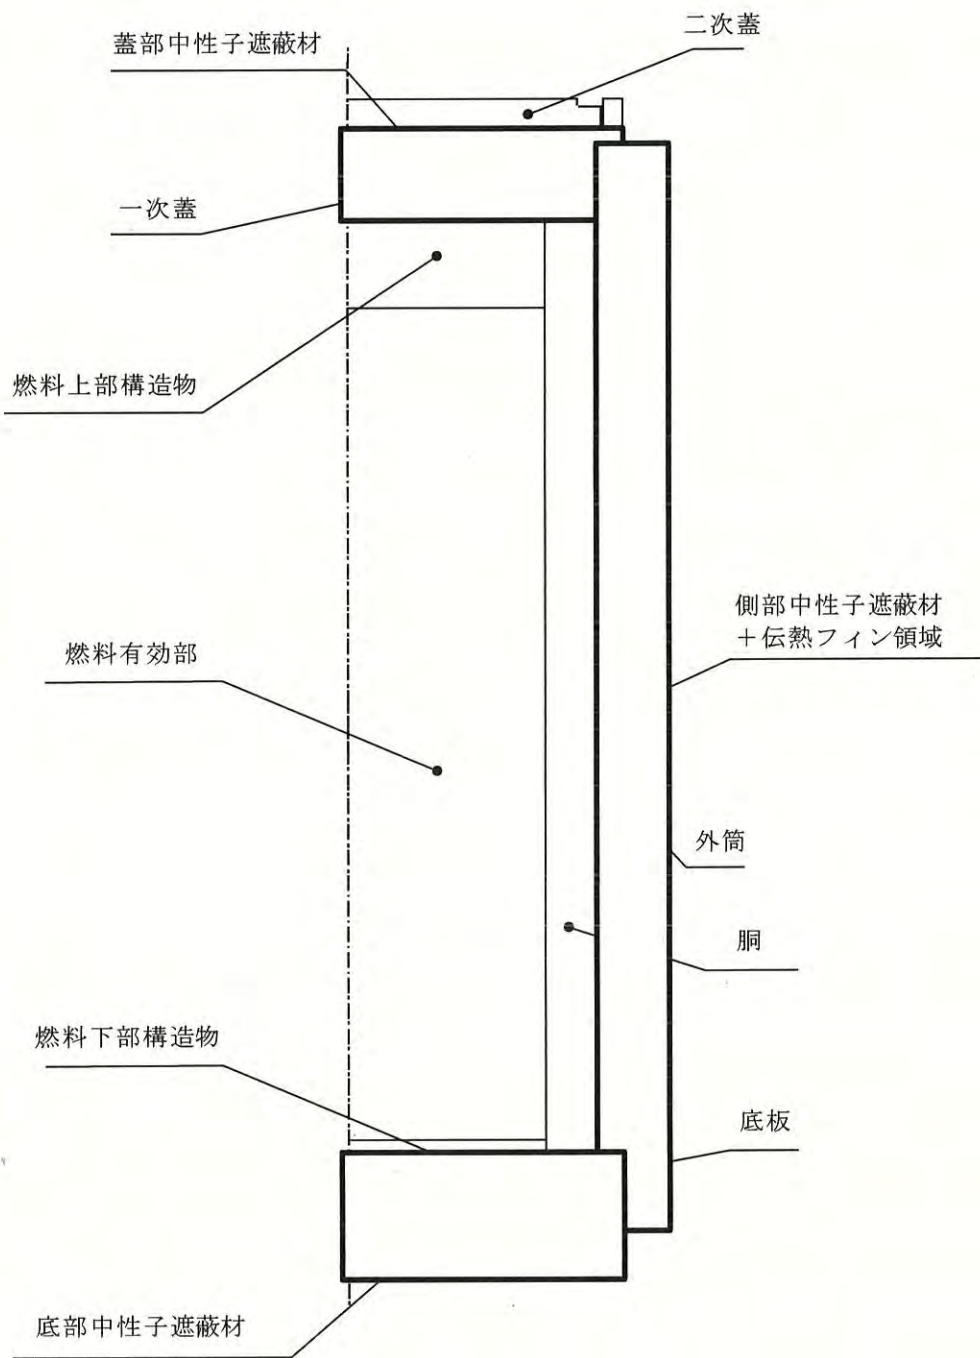 二次蓋
蓋部中性子遮蔽材
一次蓋
燃料上部構造物
側部中性子遮蔽材
＋伝熱フィン領域
燃料有効部
外筒
胴
燃料下部構造物
底板
底部中性子遮蔽材